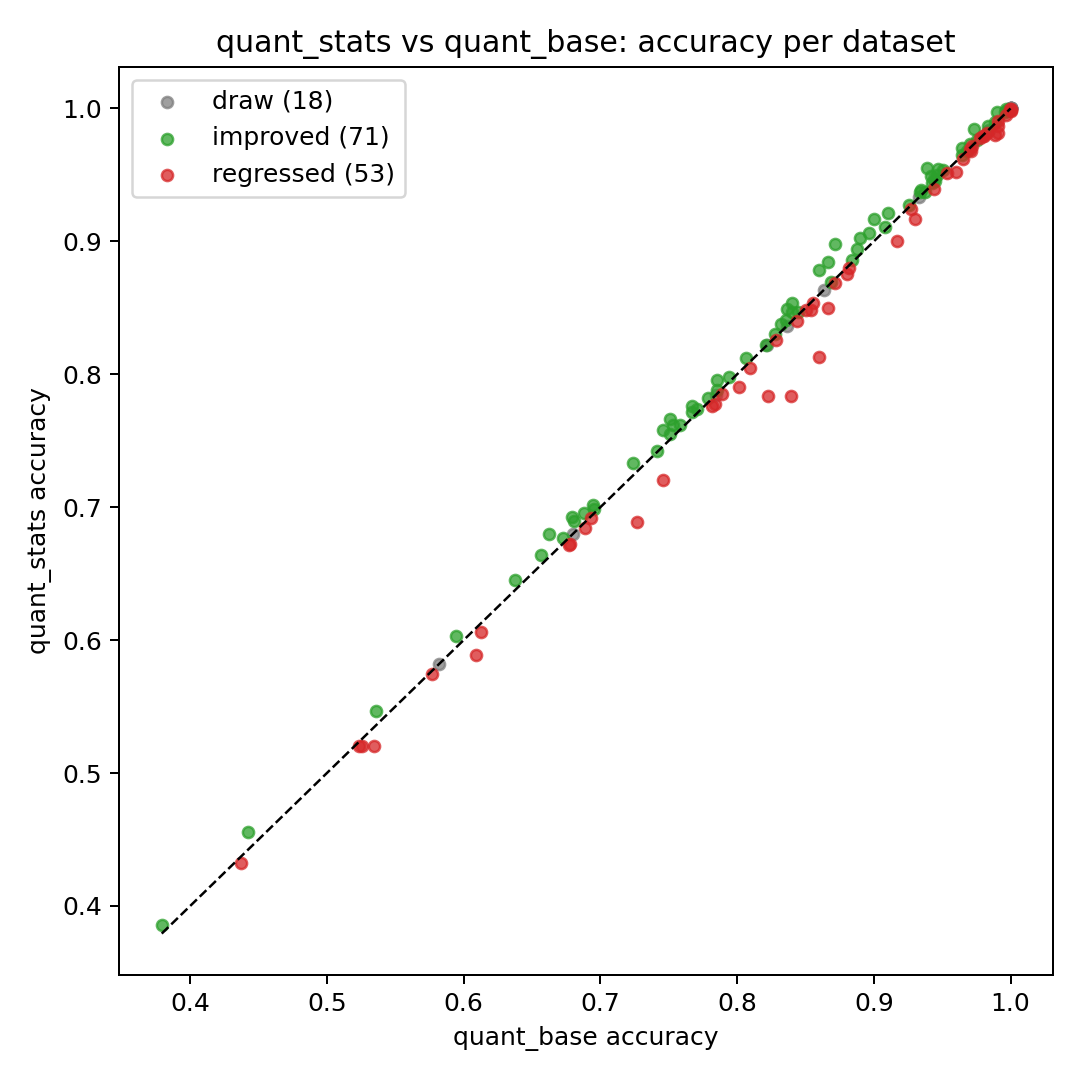 quant_stats vs quant_base: accuracy per dataset
draw (18)
improved (71)
regressed (53)
1.0
0.9
0.8
0.7
0.6
0.5
0.4
quant_stats accuracy
0.4 0.5 0.6 0.7 0.8 0.9 1.0
quant_base accuracy